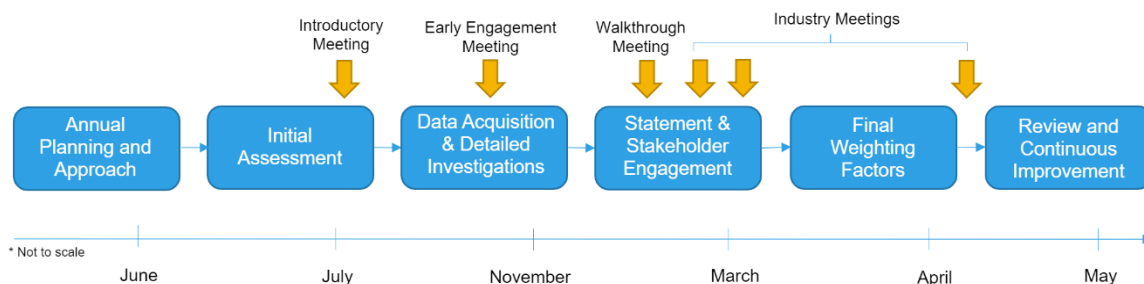 Introductory
Meeting
Early Engagement
Meeting
Walkthrough
Meeting
Industry Meetings
Annual
Planning and
Approach
Initial
Assessment
Data Acquisition
& Detailed
Investigations
Statement &
Stakeholder
Engagement
Final
Weighting
Factors
Review and
Continuous
Improvement
* Not to scale
June
July
November
March
April
May